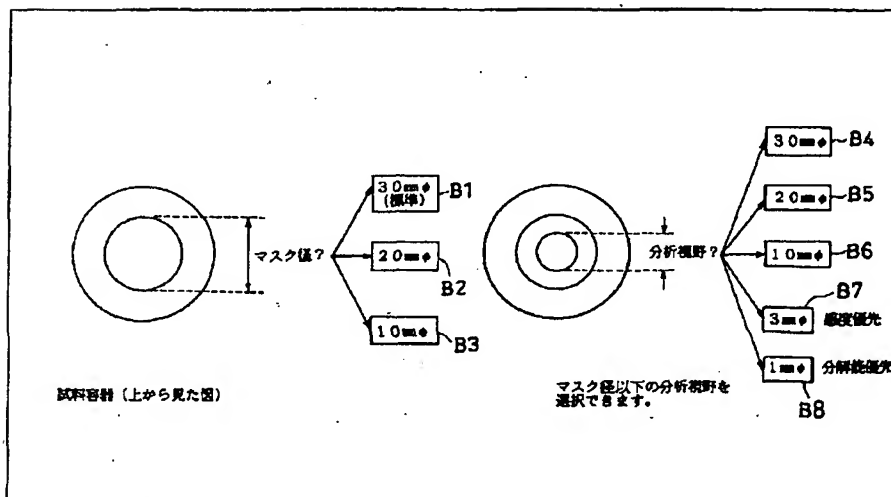 マスク径?
30mmφ
(標準)
B1
20mmφ
B2
10mmφ
B3
試料容器(上から見た図)
分析視野?
30mmφ
B4
20mmφ
B5
10mmφ
B6
B7
3mmφ 感度優先
1mmφ 分解能優先
B8
マスク径以下の分析視野を
選択できます。